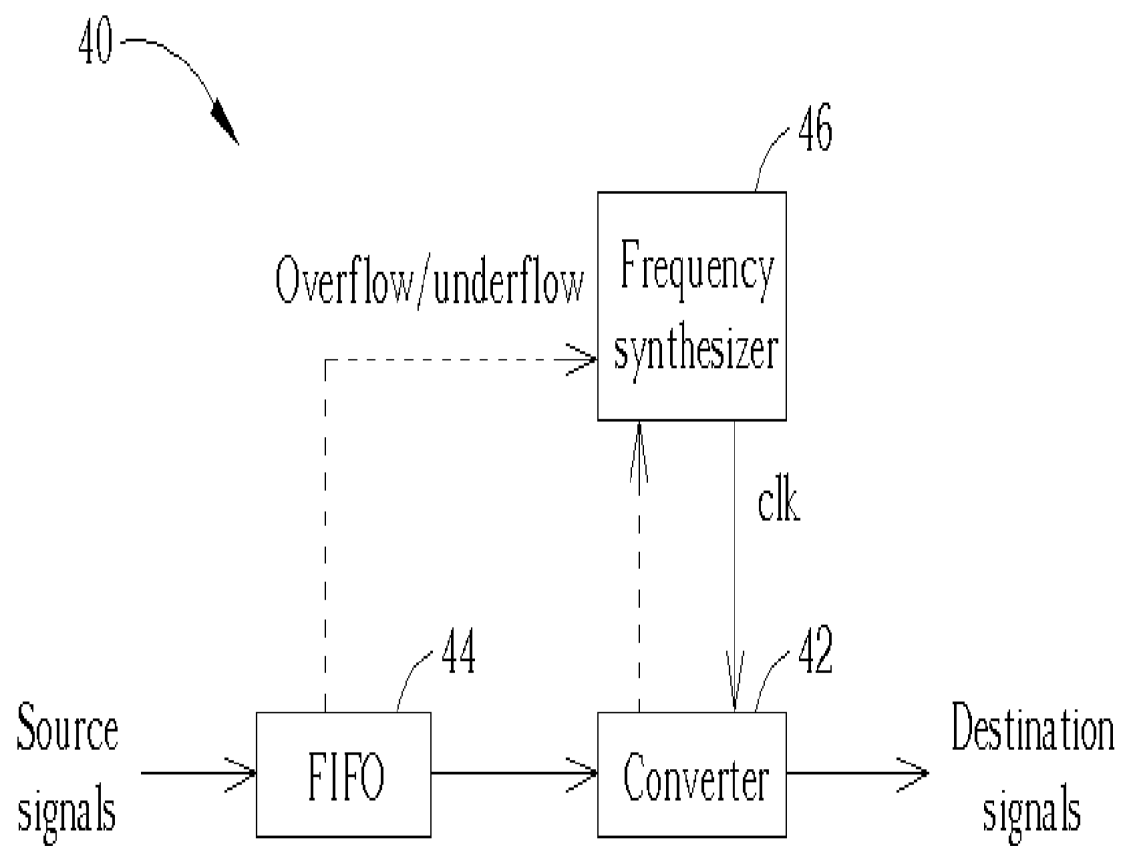 40
46
Overflow/underflow
Frequency
synthesizer
clk
44
42
Source
signals
FIFO
Converter
Destination
signals